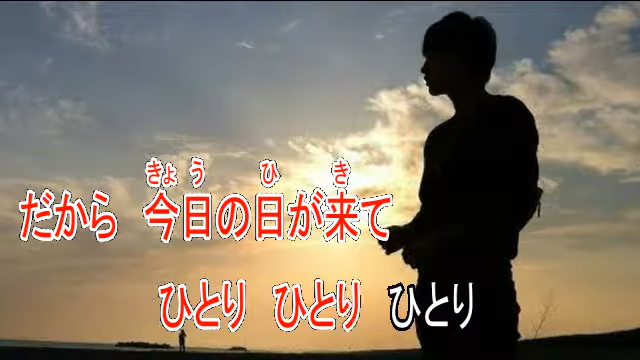 きょう ひ き
だから 今日の日が来て
ひとり ひとり ひとり